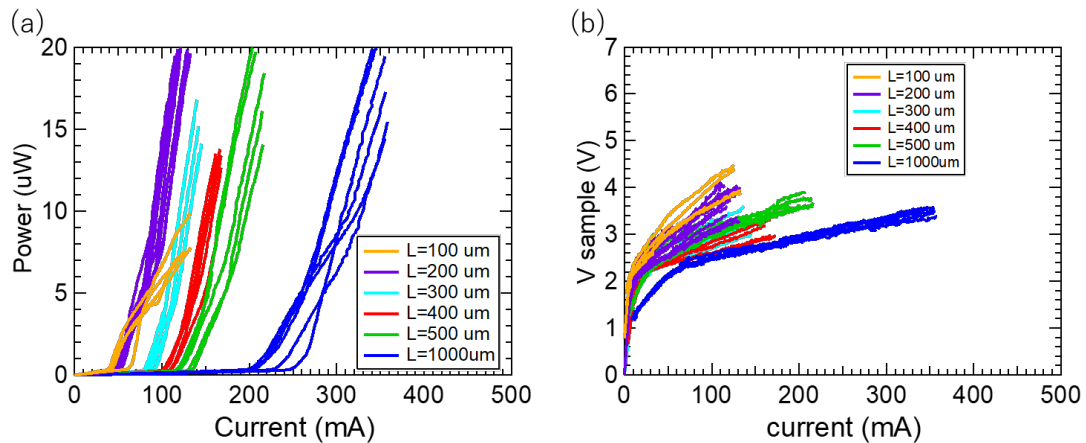 (a)
20
15
10
5
0
Power (uW)
L=100 um
L=200 um
L=300 um
L=400 um
L=500 um
L=1000um
0 100 200 300 400 500
Current (mA)
(b)
7
6
5
4
3
2
1
0
V sample (V)
L=100 um
L=200 um
L=300 um
L=400 um
L=500 um
L=1000um
0 100 200 300 400 500
current (mA)